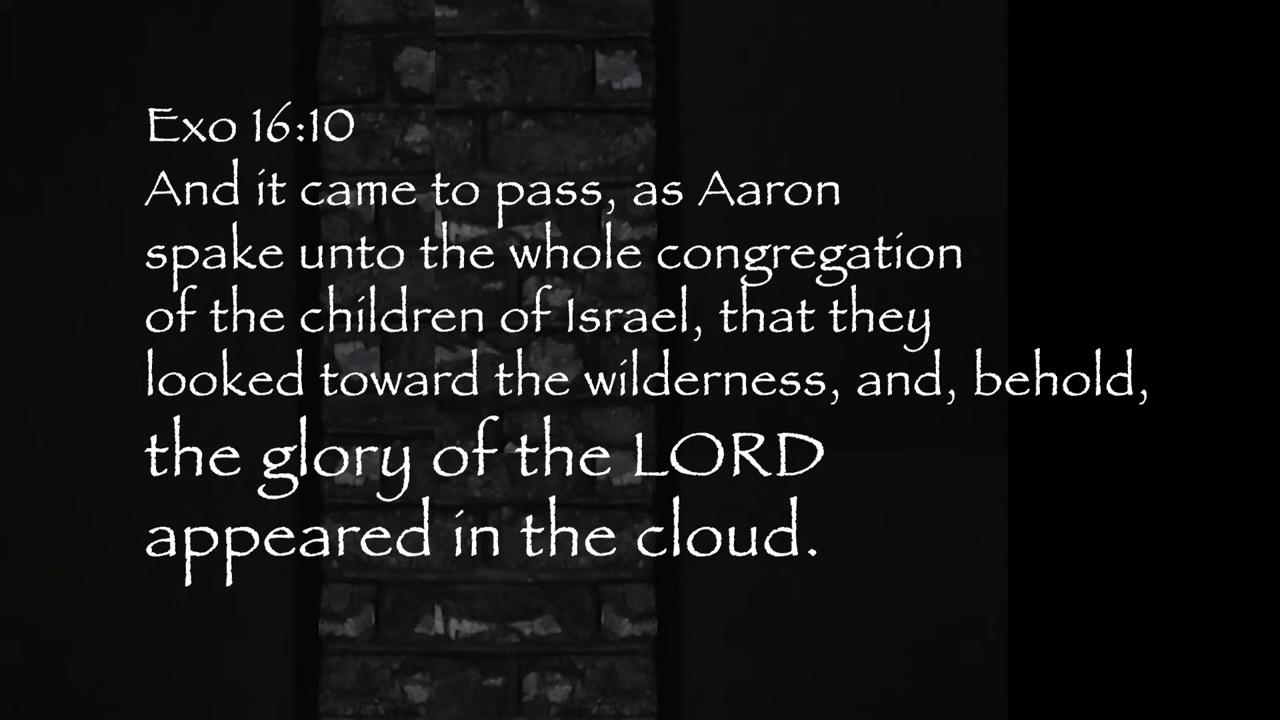 Exo 16:10
And it came to pass, as Aaron
spake unto the whole congregation
of the children of Israel, that they
looked toward the wilderness, and, behold,
the glory of the LORD
appeared in the cloud.